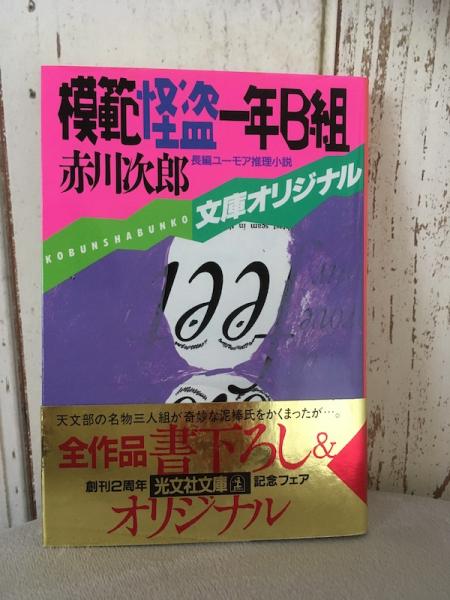 模範怪盗一年B組
赤川次郎
長編ユーモア推理小説
文庫オリジナル
KOBUNSHABUNKO
天文部の名物三人組が奇妙な泥棒氏をかくまったが…。
全作品書下ろし&
創刊2周年 光文社文庫 記念フェア
オリジナル